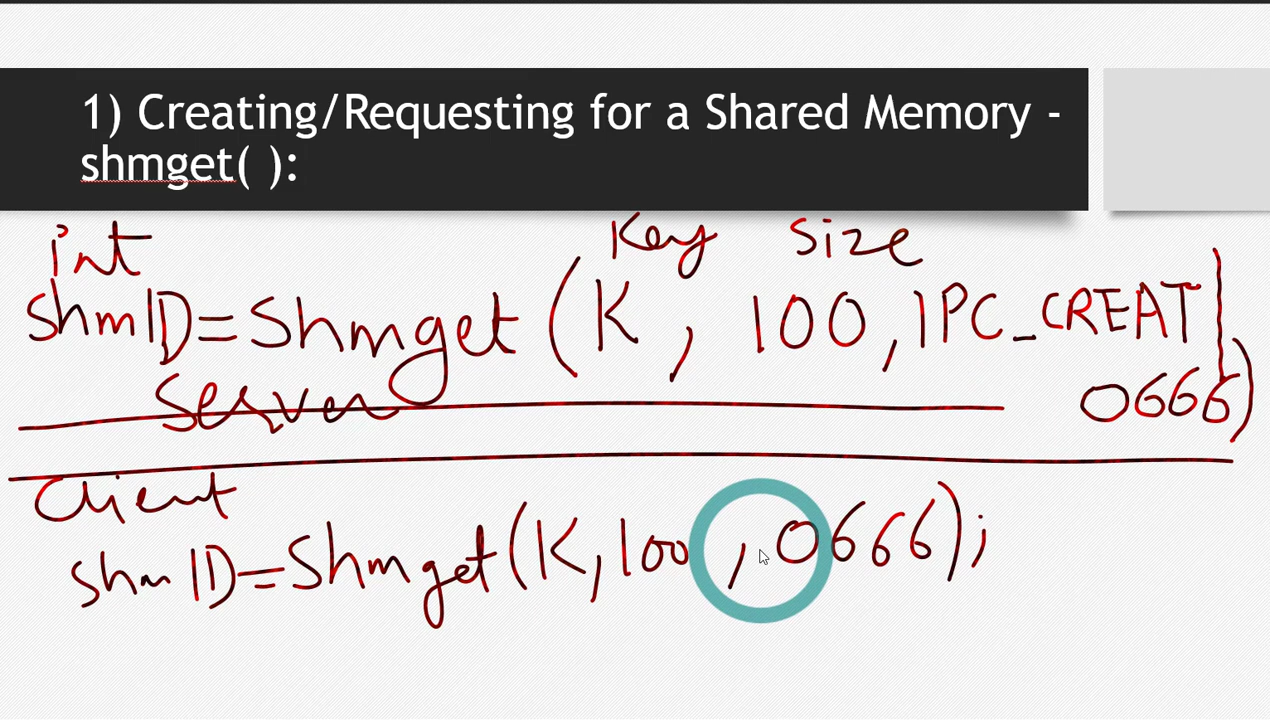 1) Creating/Requesting for a Shared Memory -
shmget( ):
int
Key Size
shmID=Shmget(K, 100, IPC_CREAT|
0666)
Server
Client
shmID=Shmget(K,100,0666);